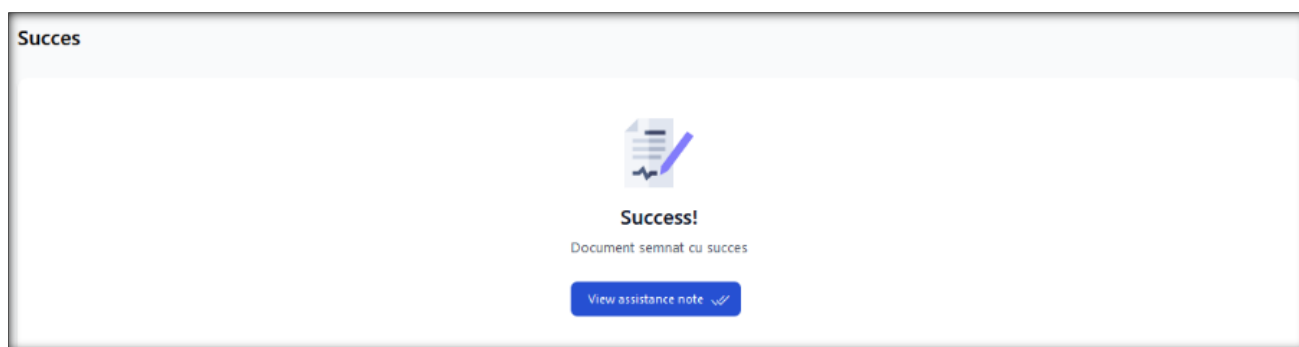 Succes
Success!
Document semnat cu succes
View assistance note